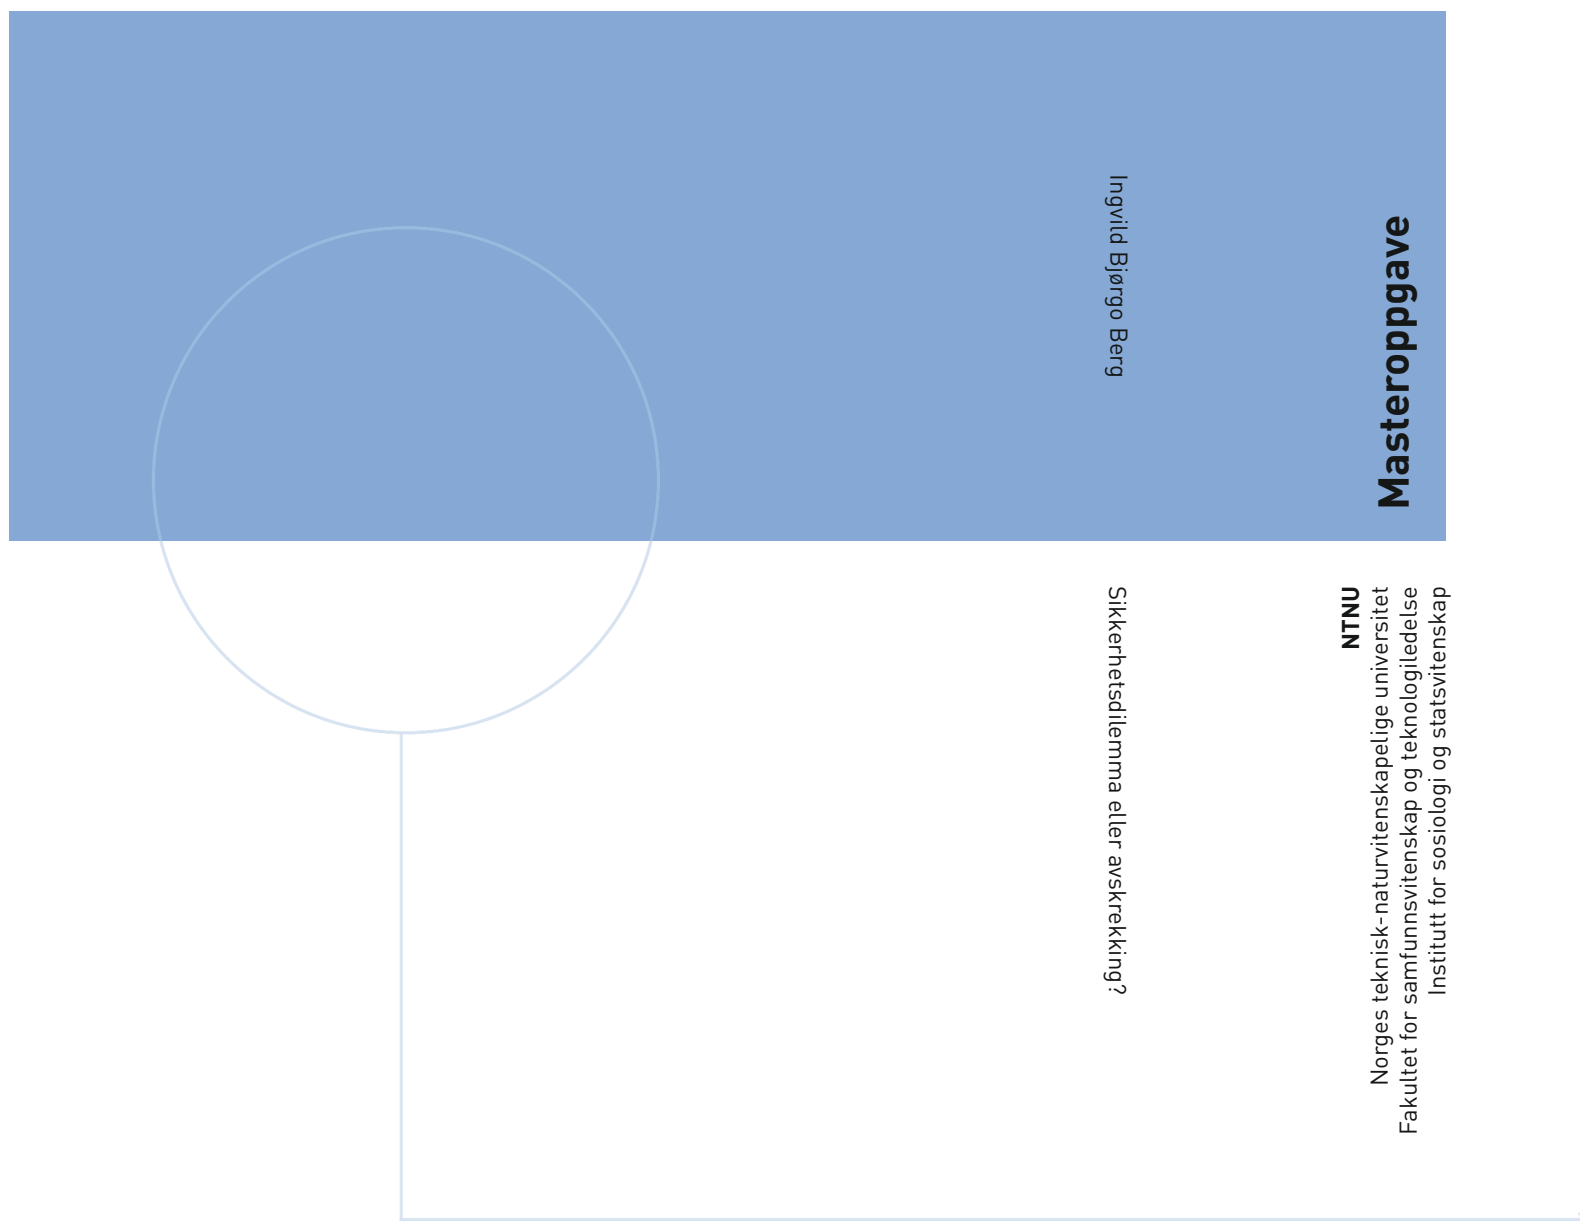 Ingvild Bjørgo Berg
Sikkerhetsdilemma eller avskrekking?
Masteroppgave
NTNU
Norges teknisk-naturvitenskapelige universitet
Fakultet for samfunnsvitenskap og teknologiledelse
Institutt for sosiologi og statsvitenskap